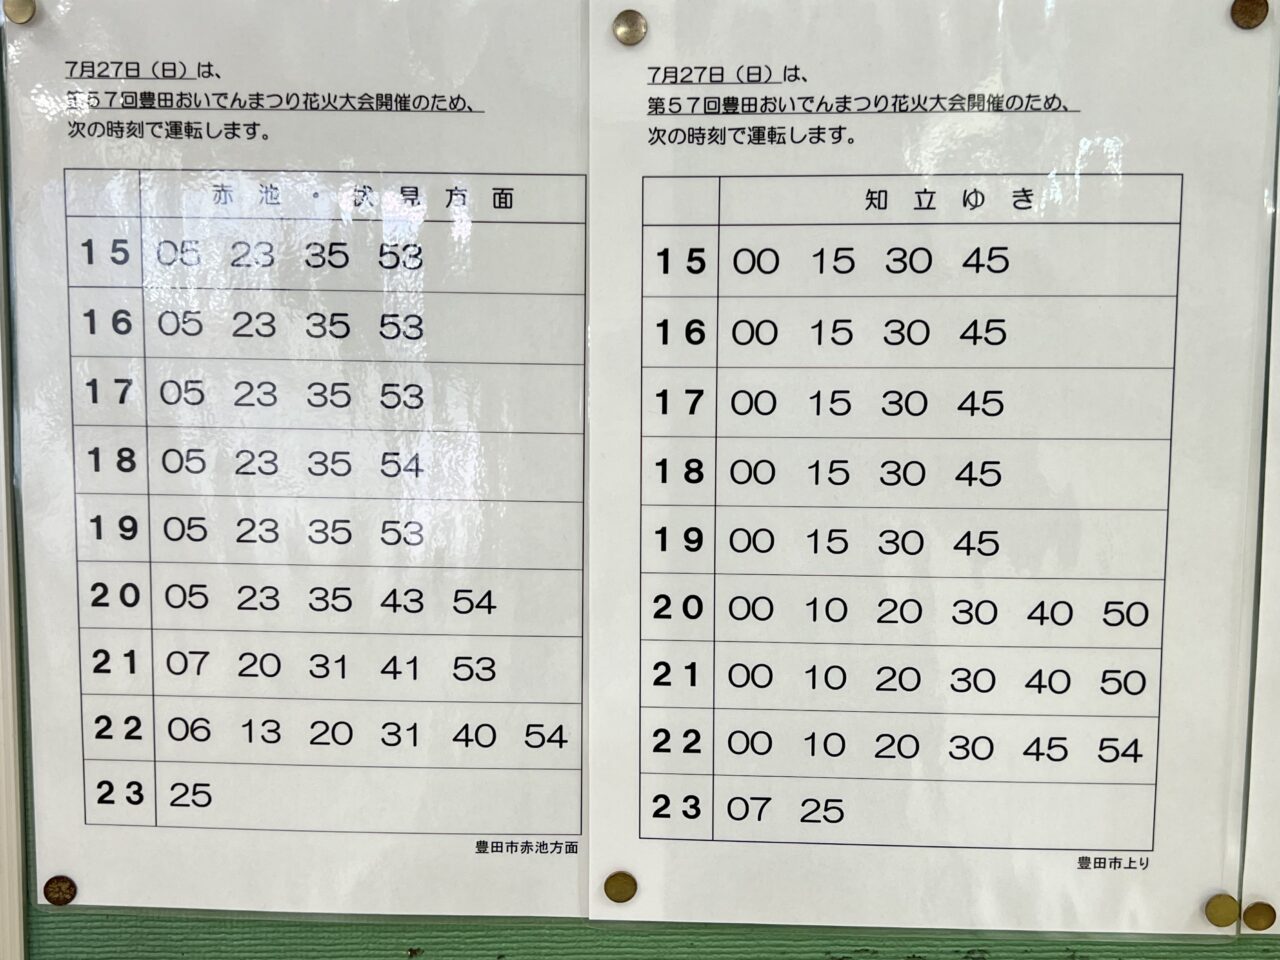 7月27日（日）は、
第５７回豊田おいでんまつり花火大会開催のため、
次の時刻で運転します。
赤池・伏見方面
15 05 23 35 53
16 05 23 35 53
17 05 23 35 53
18 05 23 35 54
19 05 23 35 53
20 05 23 35 43 54
21 07 20 31 41 53
22 06 13 20 31 40 54
23 25
豊田市赤池方面
7月27日（日）は、
第５７回豊田おいでんまつり花火大会開催のため、
次の時刻で運転します。
知立ゆき
15 00 15 30 45
16 00 15 30 45
17 00 15 30 45
18 00 15 30 45
19 00 15 30 45
20 00 10 20 30 40 50
21 00 10 20 30 40 50
22 00 10 20 30 45 54
23 07 25
豊田市上り